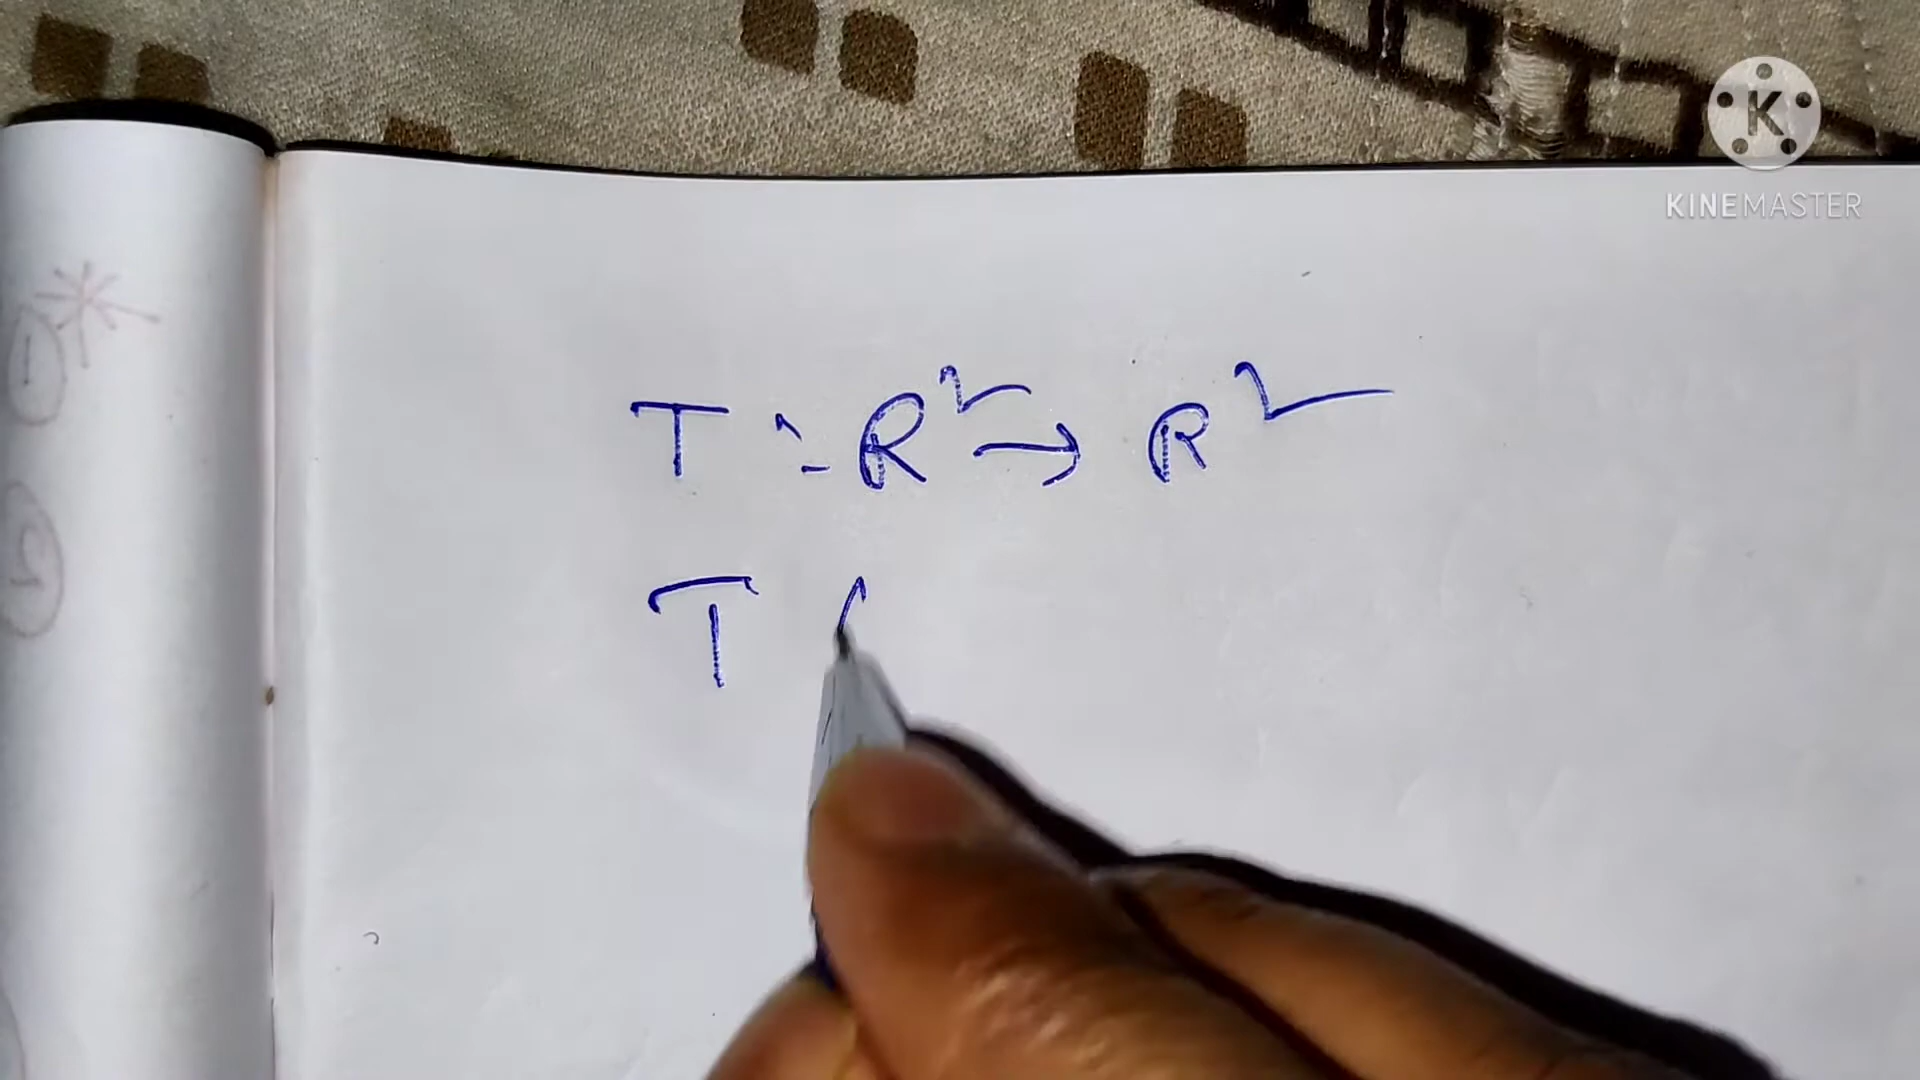 K
KINEMASTER
T : R² → R²
T (